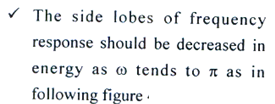 ✓ The side lobes of frequency
response should be decreased in
energy as ω tends to π as in
following figure .